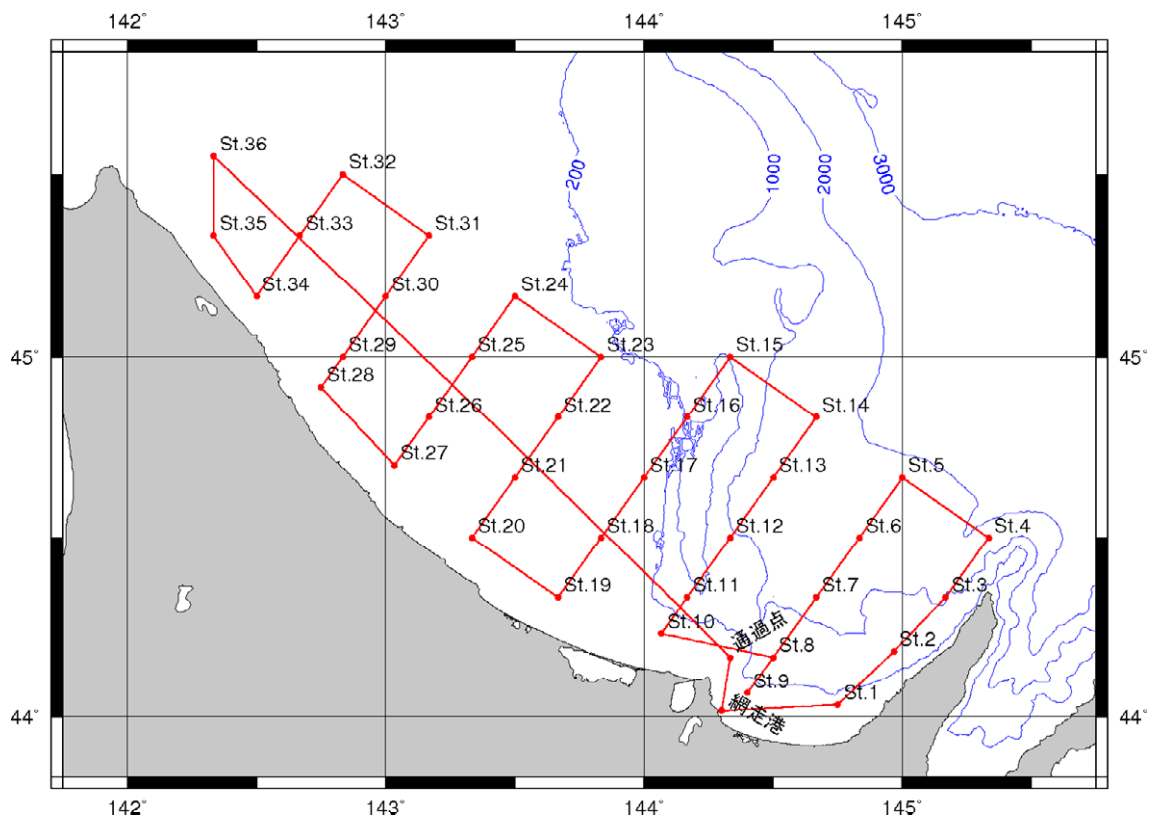 142°
143°
144°
145°
St.36
St.32
200
1000
2000
3000
St.35
St.33
St.31
St.34
St.30
St.24
45°
St.29
St.25
St.23
St.15
45°
St.28
St.26
St.22
St.16
St.14
St.27
St.21
St.17
St.13
St.5
St.20
St.18
St.12
St.6
St.4
St.19
St.11
St.7
St.3
St.10
通過点
St.8
St.2
St.9
St.1
44°
網走港
44°
142°
143°
144°
145°